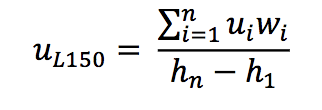 u_{L150} = \frac{\sum_{i=1}^{n} u_i w_i}{h_n - h_1}